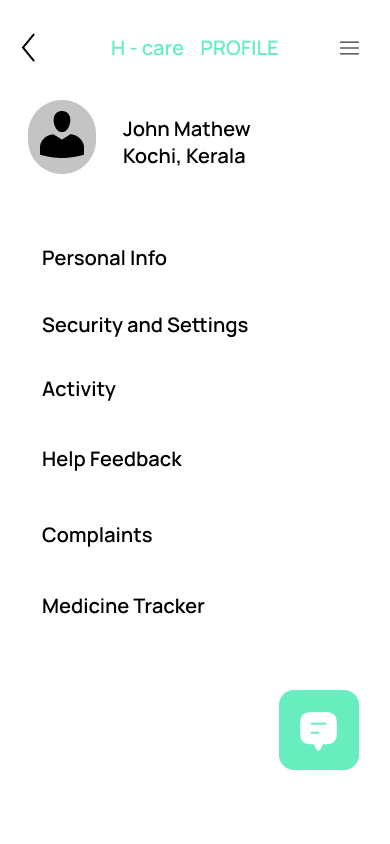 H - care PROFILE
John Mathew
Kochi, Kerala
Personal Info
Security and Settings
Activity
Help Feedback
Complaints
Medicine Tracker